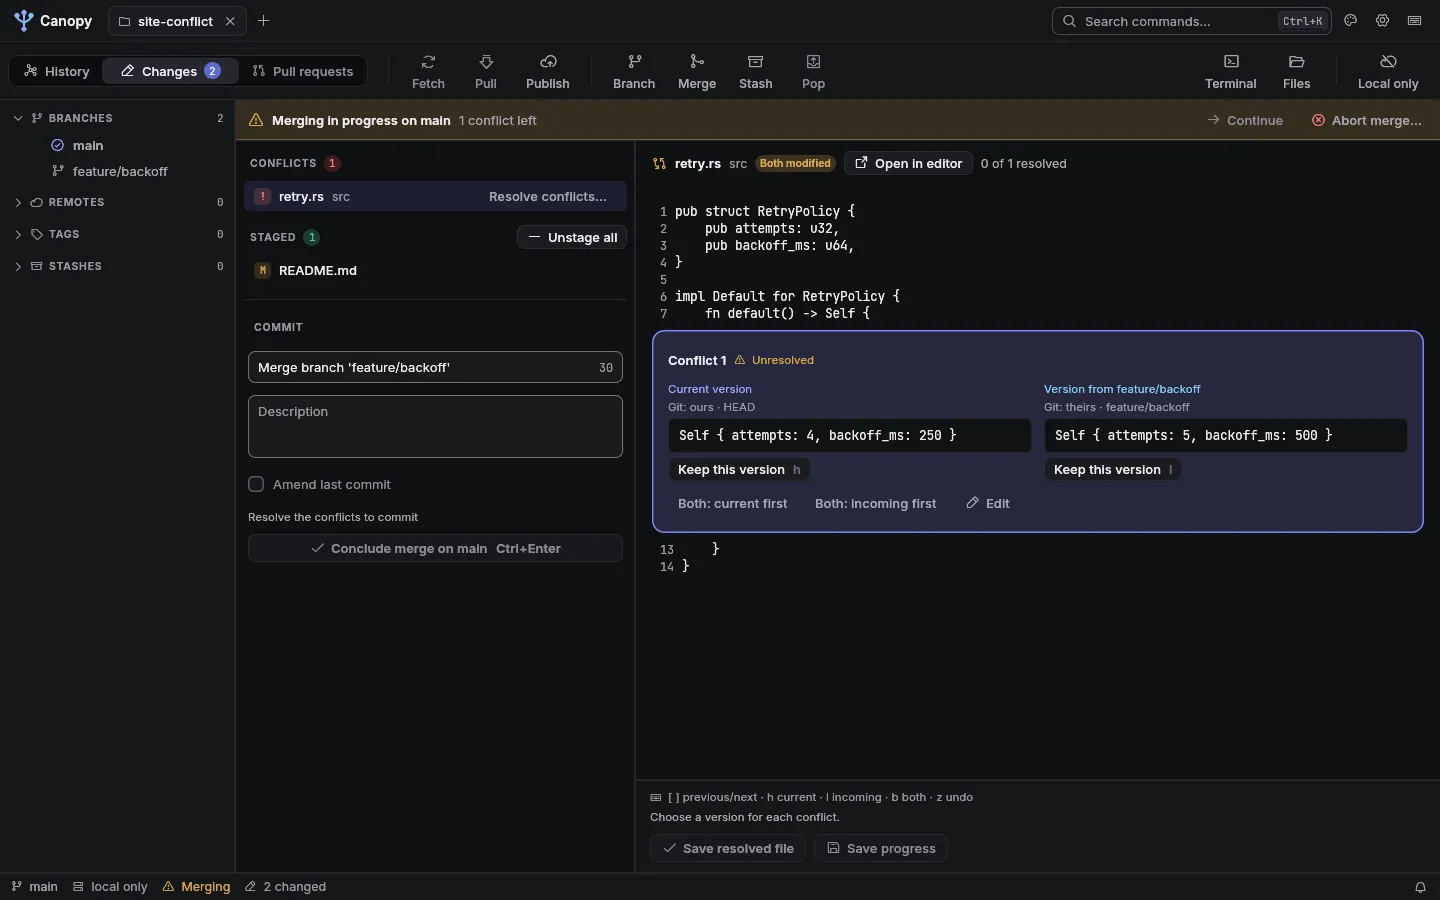 Canopy
site-conflict
Search commands...
Ctrl+K
History
Changes 2
Pull requests
Fetch
Pull
Publish
Branch
Merge
Stash
Pop
Terminal
Files
Local only
BRANCHES 2
main
feature/backoff
REMOTES 0
TAGS 0
STASHES 0
Merging in progress on main 1 conflict left
Continue
Abort merge...
CONFLICTS 1
! retry.rs src Resolve conflicts...
STAGED 1
Unstage all
M README.md
COMMIT
Merge branch 'feature/backoff' 30
Description
Amend last commit
Resolve the conflicts to commit
Conclude merge on main Ctrl+Enter
retry.rs src Both modified Open in editor 0 of 1 resolved
1 pub struct RetryPolicy {
2 pub attempts: u32,
3 pub backoff_ms: u64,
4 }
5
6 impl Default for RetryPolicy {
7 fn default() -> Self {
Conflict 1 Unresolved
Current version
Git: ours · HEAD
Self { attempts: 4, backoff_ms: 250 }
Keep this version h
Version from feature/backoff
Git: theirs · feature/backoff
Self { attempts: 5, backoff_ms: 500 }
Keep this version l
Both: current first
Both: incoming first
Edit
13 }
14 }
[ ] previous/next · h current · l incoming · b both · z undo
Choose a version for each conflict.
Save resolved file
Save progress
main
local only
Merging
2 changed